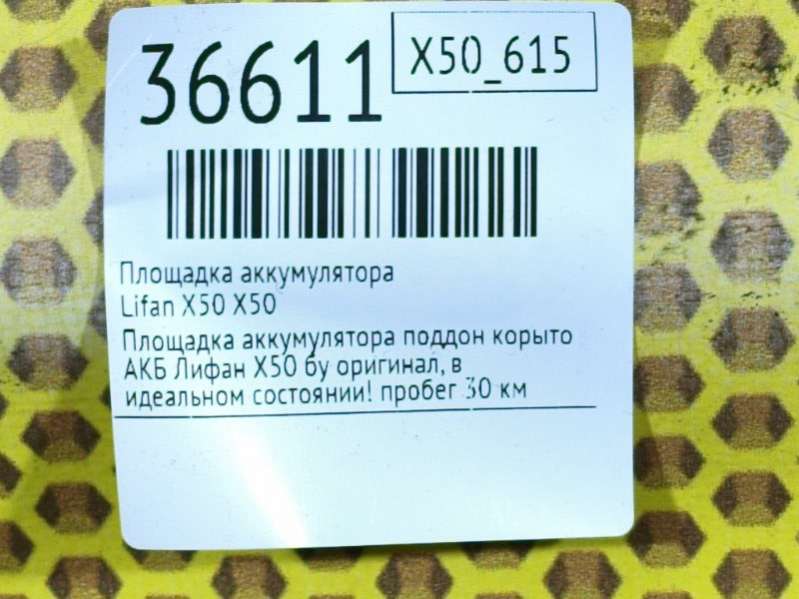 36611
X50_615
Площадка аккумулятора
Lifan X50 X50
Площадка аккумулятора поддон корыто
АКБ Лифан Х50 бу оригинал, в
идеальном состоянии! пробег 30 км